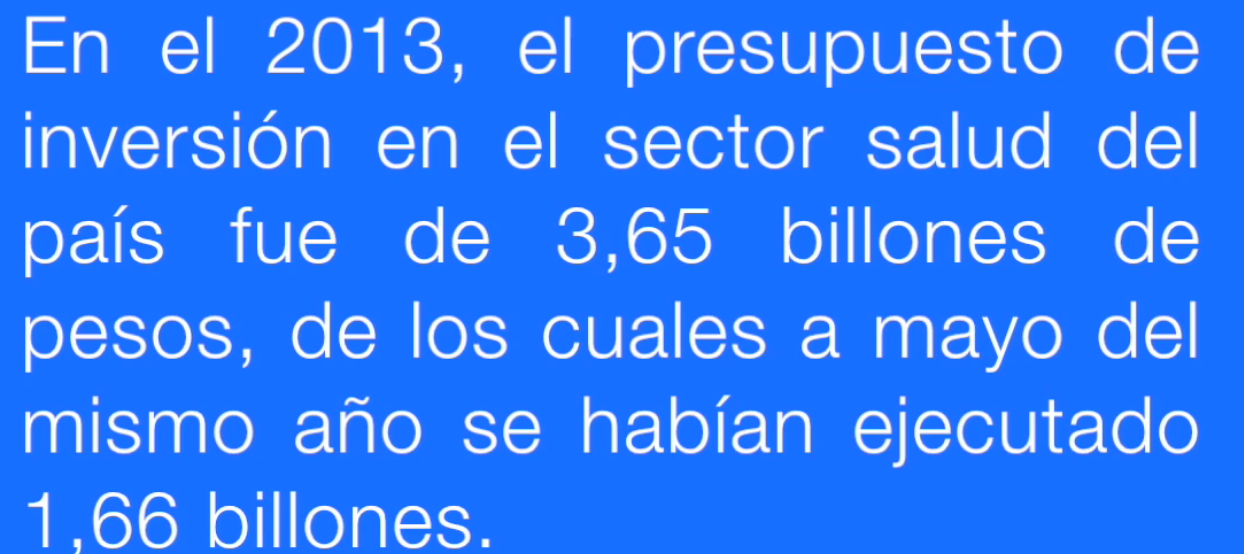 En el 2013, el presupuesto de
inversión en el sector salud del
país fue de 3,65 billones de
pesos, de los cuales a mayo del
mismo año se habían ejecutado
1,66 billones.